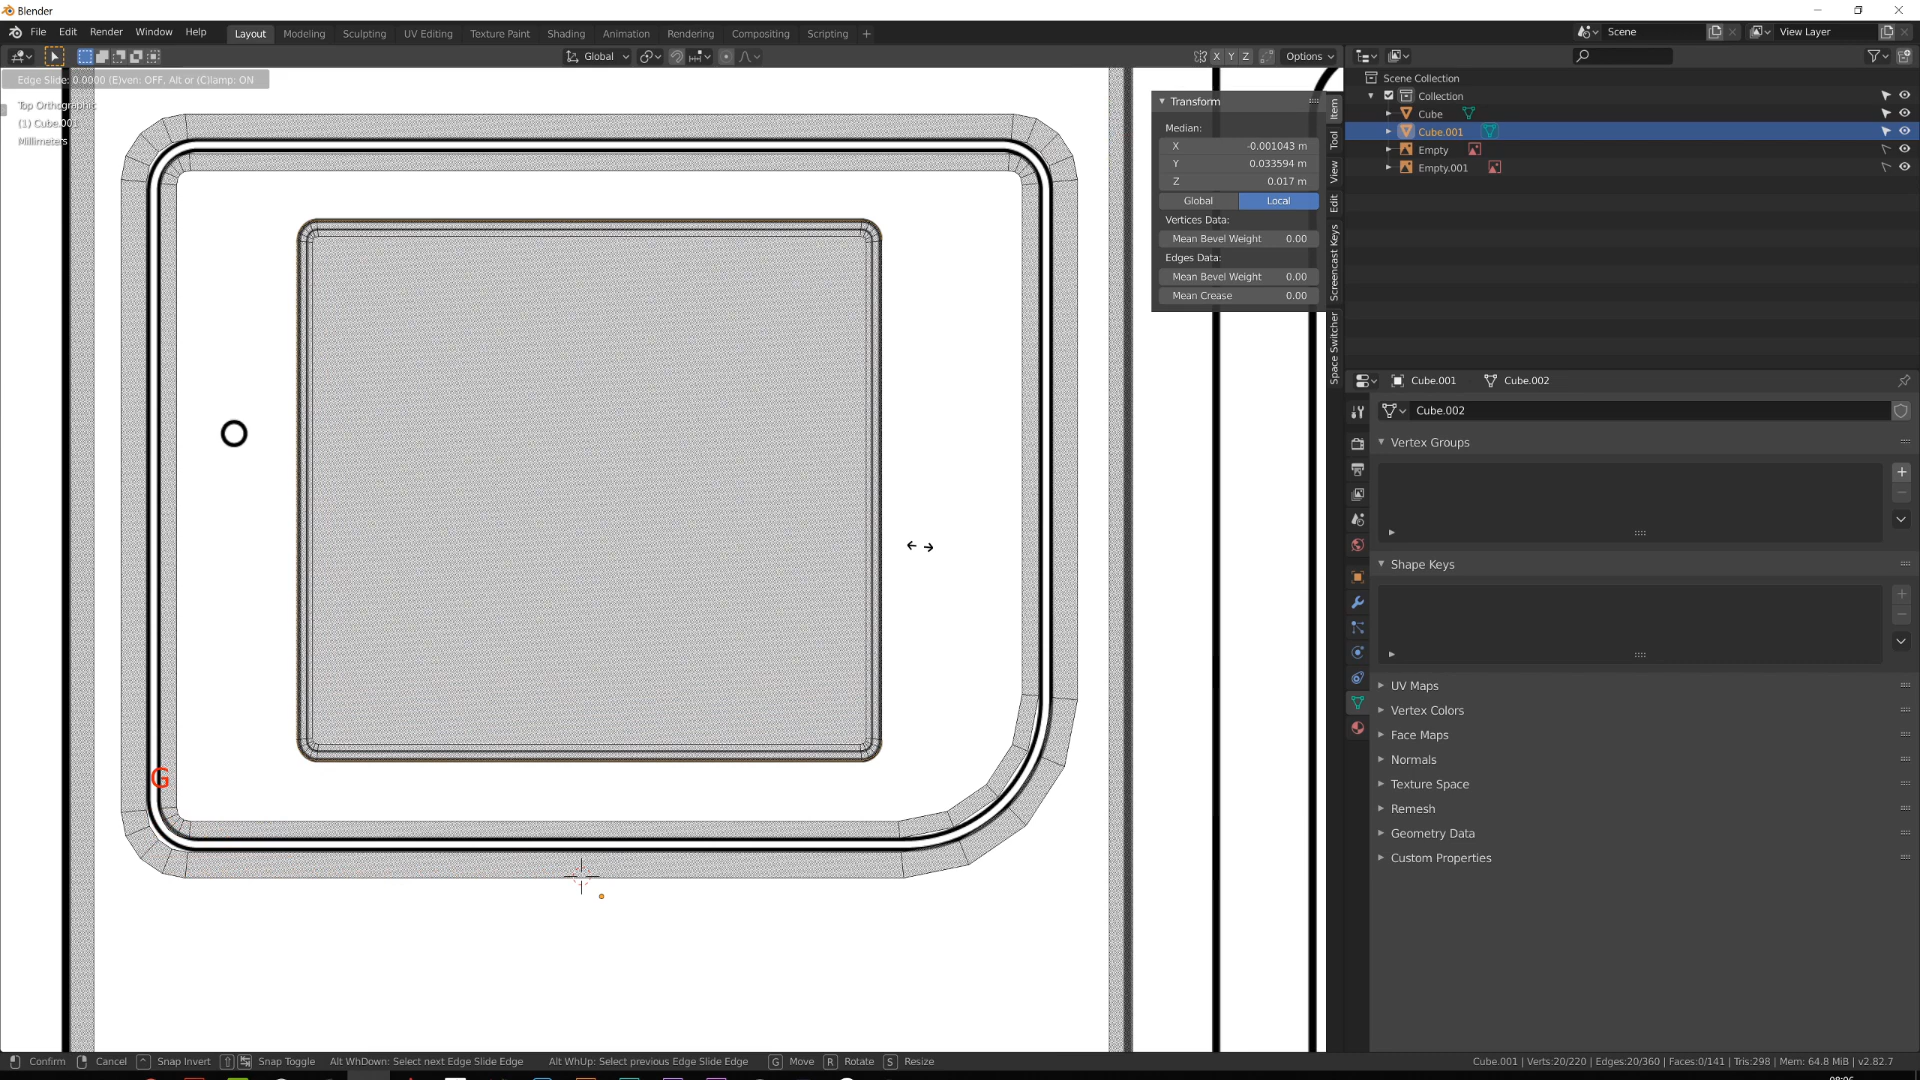 Blender
File Edit Render Window Help
Layout Modeling Sculpting UV Editing Texture Paint Shading Animation Rendering Compositing Scripting +
Scene
View Layer
Global
X Y Z
Options
Edge Slide: 0.0000 (E)ven: OFF, Alt or (C)lamp: ON
Top Orthographic
(1) Cube.001
Millimeters
Transform
Median:
X -0.001043 m
Y 0.033594 m
Z 0.017 m
Global Local
Vertices Data:
Mean Bevel Weight 0.00
Edges Data:
Mean Bevel Weight 0.00
Mean Crease 0.00
Item
Tool
View
Edit
Screencast Keys
Space Switcher
G
Scene Collection
Collection
Cube
Cube.001
Empty
Empty.001
Cube.001 Cube.002
Cube.002
Vertex Groups
Shape Keys
UV Maps
Vertex Colors
Face Maps
Normals
Texture Space
Remesh
Geometry Data
Custom Properties
Confirm Cancel Snap Invert Snap Toggle Alt WhDown: Select next Edge Slide Edge Alt WhUp: Select previous Edge Slide Edge G Move R Rotate S Resize
Cube.001 | Verts:20/220 | Edges:20/360 | Faces:0/141 | Tris:298 | Mem: 64.8 MiB | v2.82.7